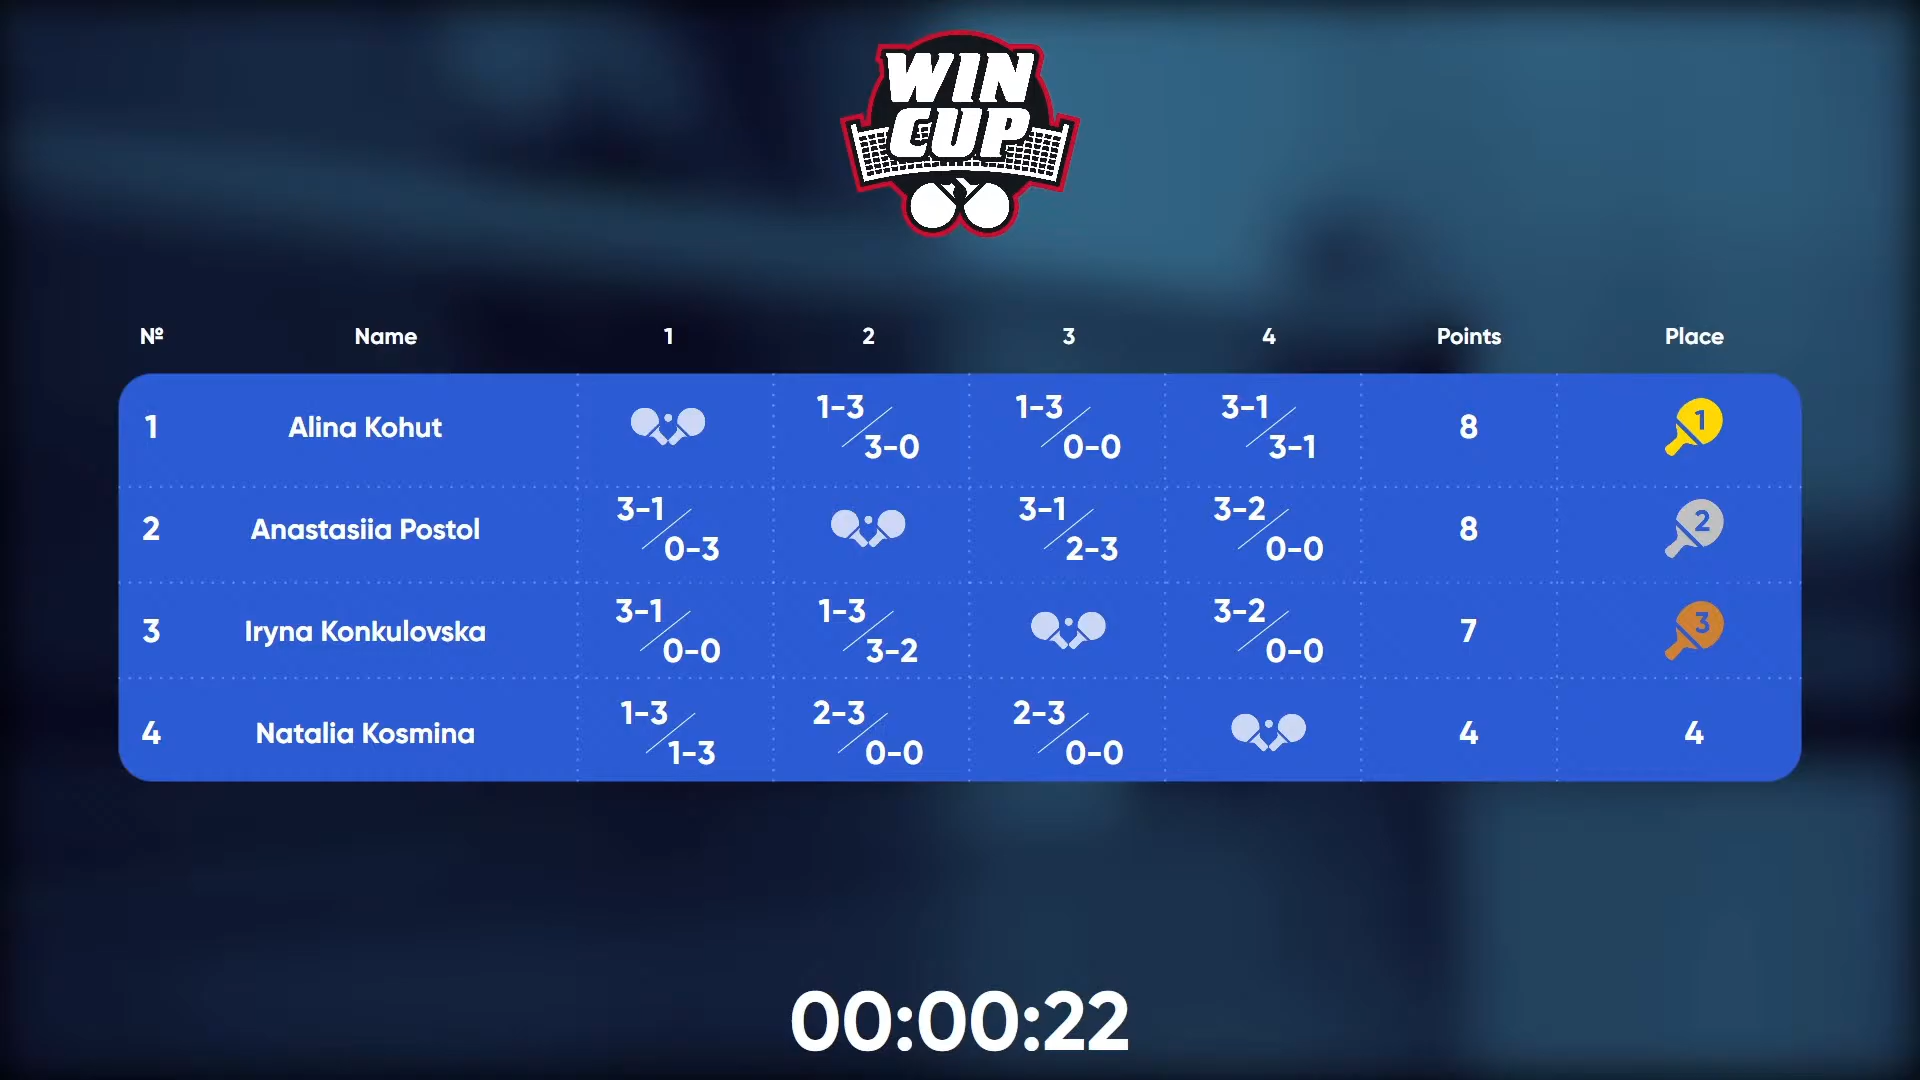 WIN
CUP
Nº Name 1 2 3 4 Points Place
1 Alina Kohut 1-3 3-0 1-3 0-0 3-1 3-1 8 1
2 Anastasiia Postol 3-1 0-3 3-1 2-3 3-2 0-0 8 2
3 Iryna Konkulovska 3-1 0-0 1-3 3-2 3-2 0-0 7 3
4 Natalia Kosmina 1-3 1-3 2-3 0-0 2-3 0-0 4 4
00:00:22